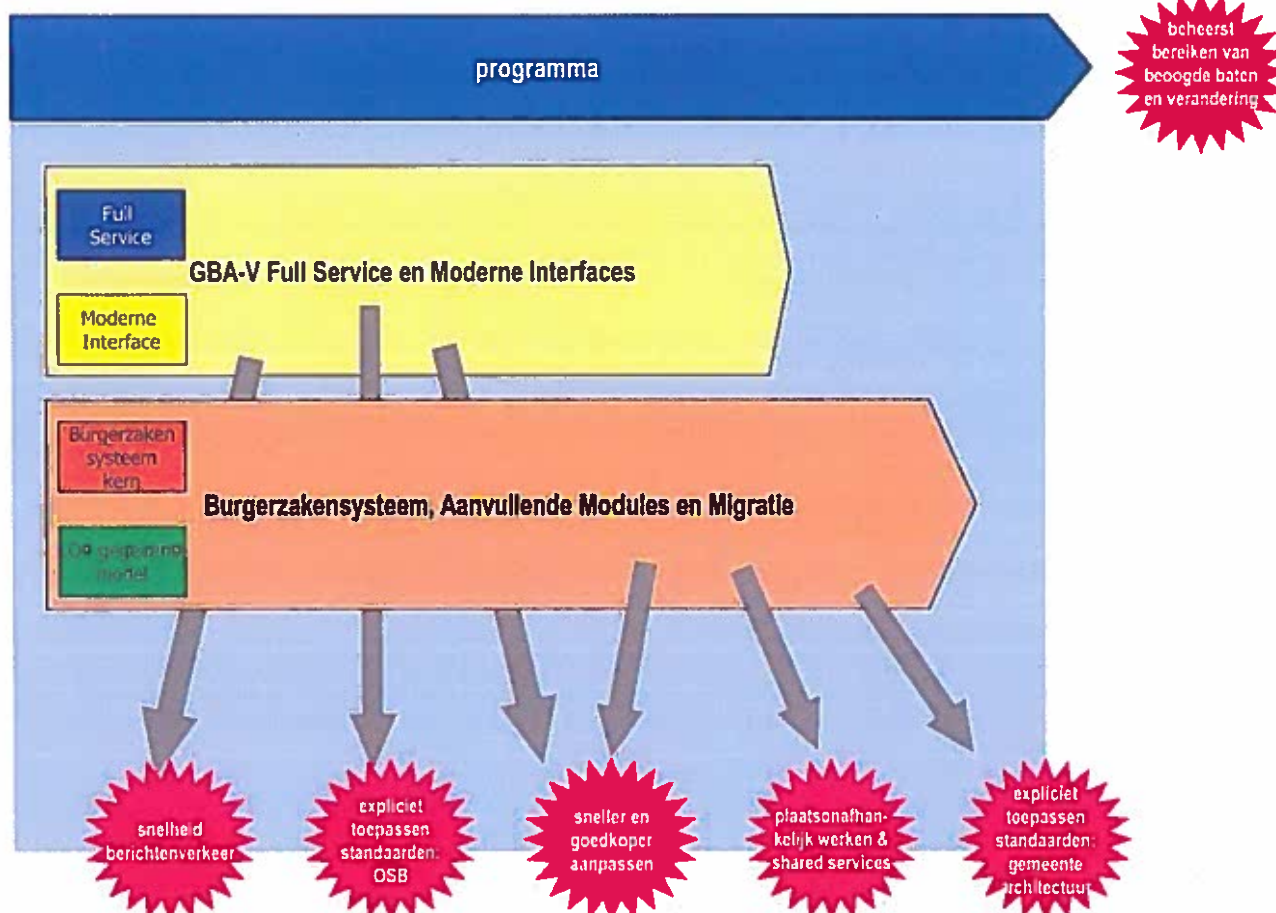 programma
beheerst
bereiken van
beoogde baten
en verandering
Full
Service
GBA-V Full Service en Moderne Interfaces
Moderne
Interface
Burgerzaken
systeem
kern
Burgerzakensysteem, Aanvullende Modules en Migratie
model
snelheid
berichtenverkeer
expliciet
toepassen
standaarden:
OSB
sneller en
goedkoper
aanpassen
plaatsonafhan-
kelijk werken &
shared services
expliciet
toepassen
standaarden:
gemeente
architectuur